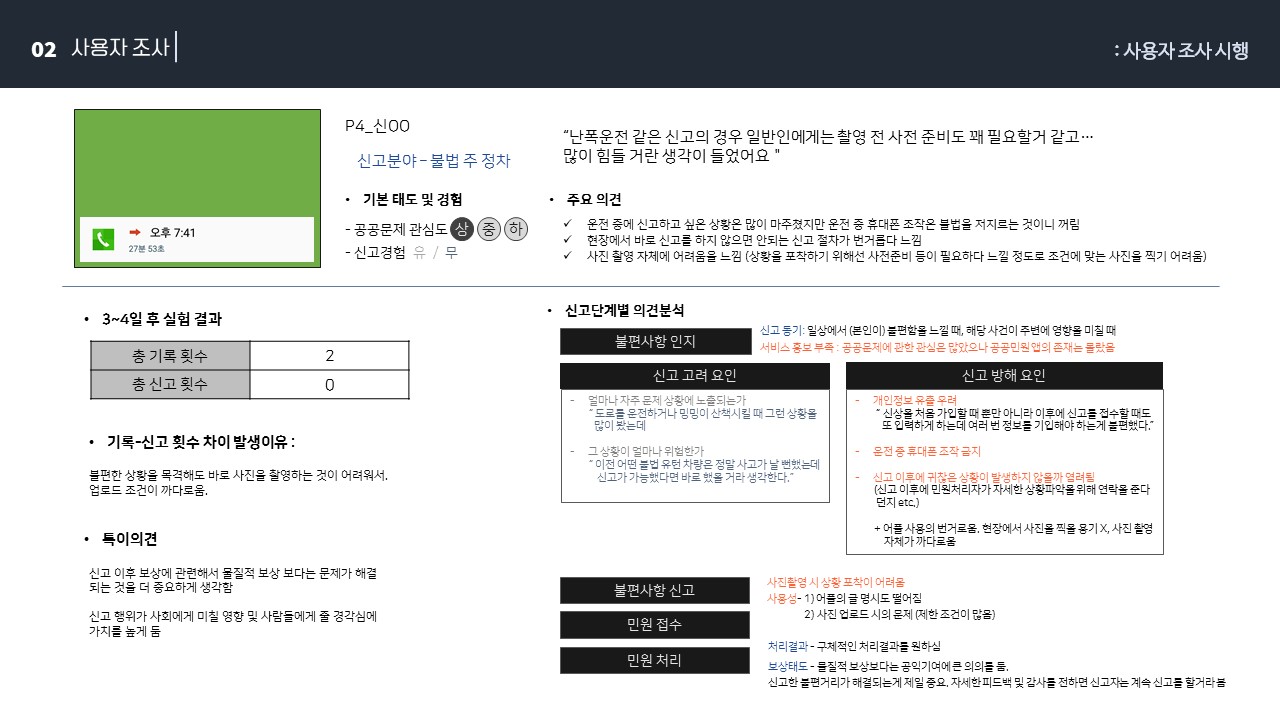 02 사용자 조사
: 사용자 조사 시행
오후 7:41
27분 53초
P4_신OO
신고분야 – 불법 주 정차
• 기본 태도 및 경험
- 공공문제 관심도 상 중 하
- 신고경험 유 / 무
“난폭운전 같은 신고의 경우 일반인에게는 촬영 전 사전 준비도 꽤 필요할거 같고…
많이 힘들 거란 생각이 들었어요 "
• 주요 의견
✓ 운전 중에 신고하고 싶은 상황은 많이 마주쳤지만 운전 중 휴대폰 조작은 불법을 저지르는 것이니 꺼림
✓ 현장에서 바로 신고를 하지 않으면 안되는 신고 절차가 번거롭다 느낌
✓ 사진 촬영 자체에 어려움을 느낌 (상황을 포착하기 위해선 사전준비 등이 필요하다 느낄 정도로 조건에 맞는 사진을 찍기 어려움)
• 3~4일 후 실험 결과
총 기록 횟수 2
총 신고 횟수 0
• 기록-신고 횟수 차이 발생이유 :
불편한 상황을 목격해도 바로 사진을 촬영하는 것이 어려워서.
업로드 조건이 까다로움.
• 특이의견
신고 이후 보상에 관련해서 물질적 보상 보다는 문제가 해결
되는 것을 더 중요하게 생각함
신고 행위가 사회에게 미칠 영향 및 사람들에게 줄 경각심에
가치를 높게 둠
• 신고단계별 의견분석
불편사항 인지
신고 동기: 일상에서 (본인이) 불편함을 느낄 때, 해당 사건이 주변에 영향을 미칠 때
서비스 홍보 부족 : 공공문제에 관한 관심은 많았으나 공공민원 앱의 존재는 몰랐음
신고 고려 요인
- 얼마나 자주 문제 상황에 노출되는가
“ 도로를 운전하거나 밍밍이 산책시킬 때 그런 상황을
많이 봤는데
- 그 상황이 얼마나 위험한가
“ 이전 어떤 불법 유턴 차량은 정말 사고가 날 뻔했는데
신고가 가능했다면 바로 했을 거라 생각한다.”
신고 방해 요인
- 개인정보 유출 우려
“ 신상을 처음 가입할 때 뿐만 아니라 이후에 신고를 접수할 때도
또 입력하게 하는데 여러 번 정보를 기입해야 하는게 불편했다.”
- 운전 중 휴대폰 조작 금지
- 신고 이후에 귀찮은 상황이 발생하지 않을까 염려됨
(신고 이후에 민원처리자가 자세한 상황파악을 위해 연락을 준다
던지 etc.)
+ 어플 사용의 번거로움. 현장에서 사진을 찍을 용기 X, 사진 촬영
자체가 까다로움
불편사항 신고
사진촬영 시 상황 포착이 어려움
사용성- 1) 어플의 글 명시도 떨어짐
2) 사진 업로드 시의 문제 (제한 조건이 많음)
민원 접수
민원 처리
처리결과 - 구체적인 처리결과를 원하심
보상태도 - 물질적 보상보다는 공익기여에 큰 의의를 둠.
신고한 불편거리가 해결되는게 제일 중요. 자세한 피드백 및 감사를 전하면 신고자는 계속 신고를 할거라 봄